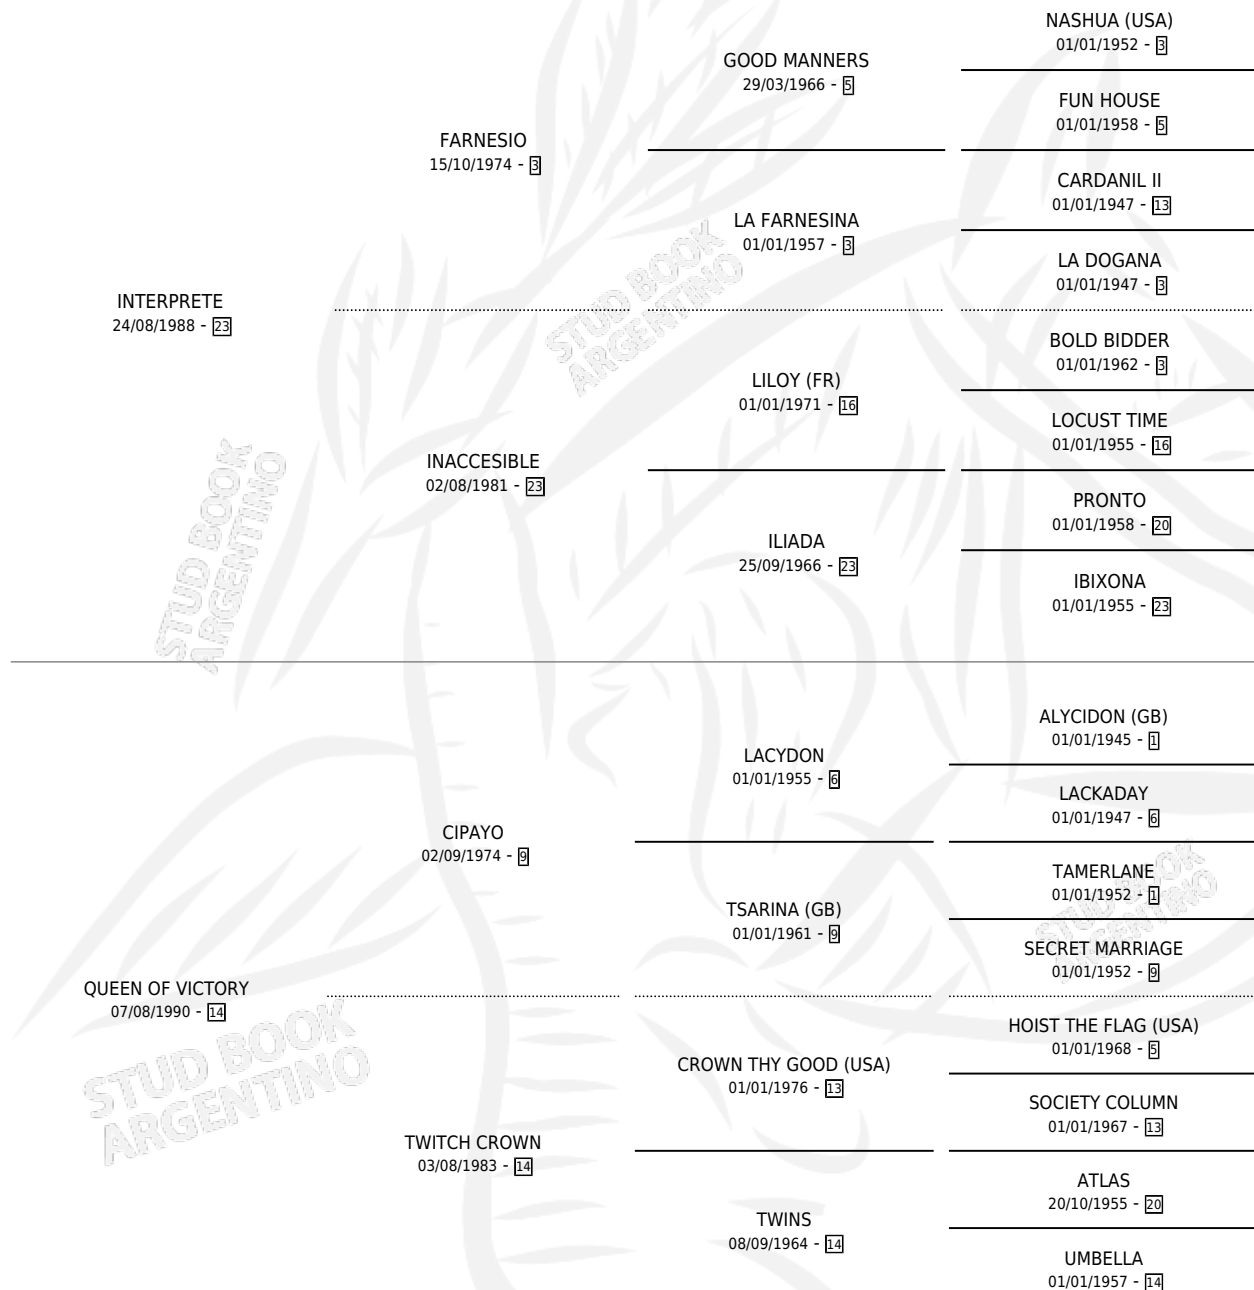 NASHUA (USA)
01/01/1952 - 3
GOOD MANNERS
29/03/1966 - 5
FUN HOUSE
01/01/1958 - 5
FARNESIO
15/10/1974 - 3
CARDANIL II
01/01/1947 - 13
LA FARNESINA
01/01/1957 - 3
LA DOGANA
01/01/1947 - 3
INTERPRETE
24/08/1988 - 23
BOLD BIDDER
01/01/1962 - 3
LILOY (FR)
01/01/1971 - 16
LOCUST TIME
01/01/1955 - 16
INACCESIBLE
02/08/1981 - 23
PRONTO
01/01/1958 - 20
ILIADA
25/09/1966 - 23
IBIXONA
01/01/1955 - 23
STUD BOOK
ARGENTINO
STUD BOOK
ARGENTINO
ALYCIDON (GB)
01/01/1945 - 1
LACYDON
01/01/1955 - 6
LACKADAY
01/01/1947 - 6
CIPAYO
02/09/1974 - 9
TAMERLANE
01/01/1952 - 1
TSARINA (GB)
01/01/1961 - 9
SECRET MARRIAGE
01/01/1952 - 9
STUD BOOK
ARGENTINO
QUEEN OF VICTORY
07/08/1990 - 14
HOIST THE FLAG (USA)
01/01/1968 - 5
CROWN THY GOOD (USA)
01/01/1976 - 13
SOCIETY COLUMN
01/01/1967 - 13
STUD BOOK
ARGENTINO
TWITCH CROWN
03/08/1983 - 14
ATLAS
20/10/1955 - 20
TWINS
08/09/1964 - 14
UMBELLA
01/01/1957 - 14